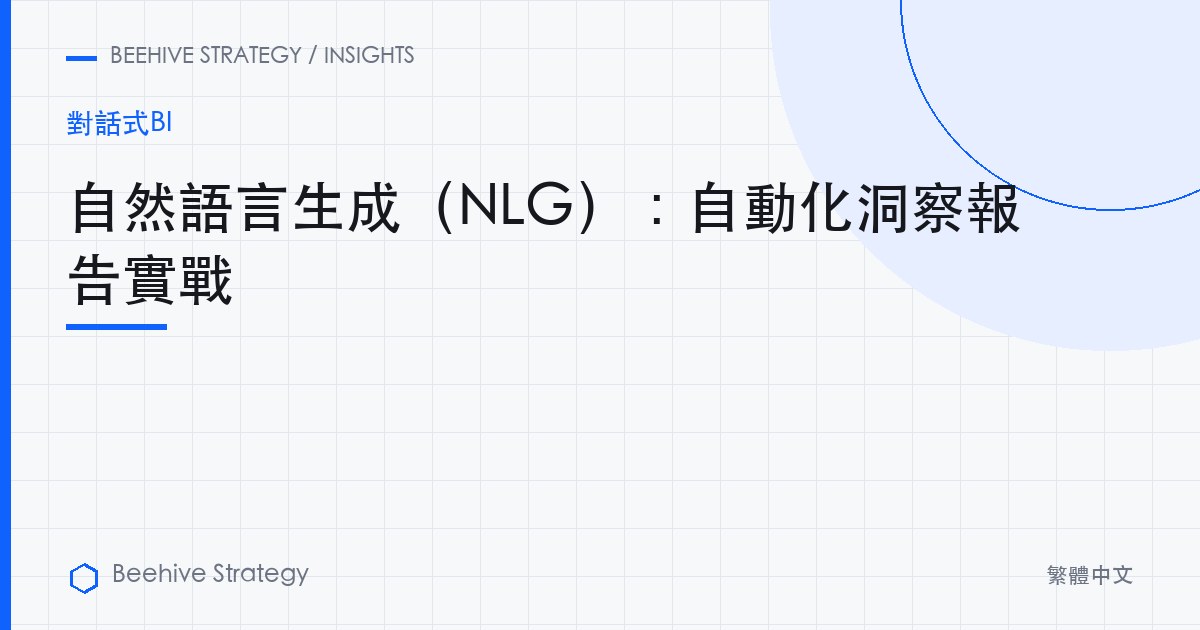 BEEHIVE STRATEGY / INSIGHTS
對話式BI
自然語言生成（NLG）：自動化洞察報
告實戰
Beehive Strategy
繁體中文